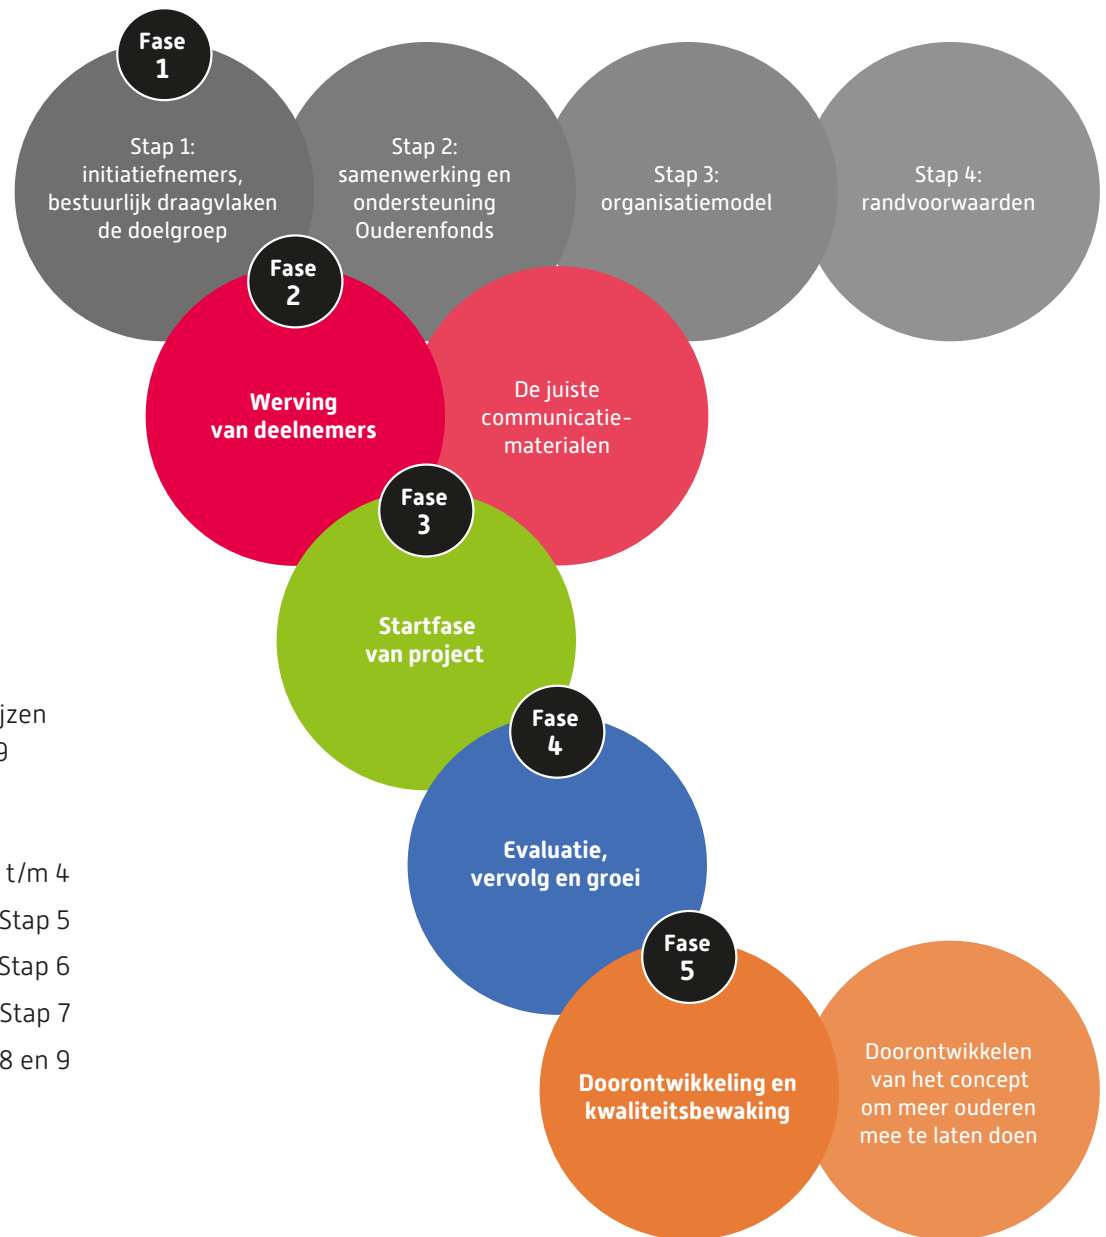 Fase
1
Stap 1:
initiatiefnemers,
bestuurlijk draagvlaken
de doelgroep
Stap 2:
samenwerking en
ondersteuning
Ouderenfonds
Stap 3:
organisatiemodel
Stap 4:
randvoorwaarden
Fase
2
Werving
van deelnemers
De juiste
communicatie-
materialen
Fase
3
Startfase
van project
Fase
4
Evaluatie,
vervolg en groei
Fase
5
Doorontwikkeling en
kwaliteitsbewaking
Doorontwikkelen
van het concept
om meer ouderen
mee te laten doen
ijzen
9
t/m 4
Stap 5
Stap 6
Stap 7
8 en 9